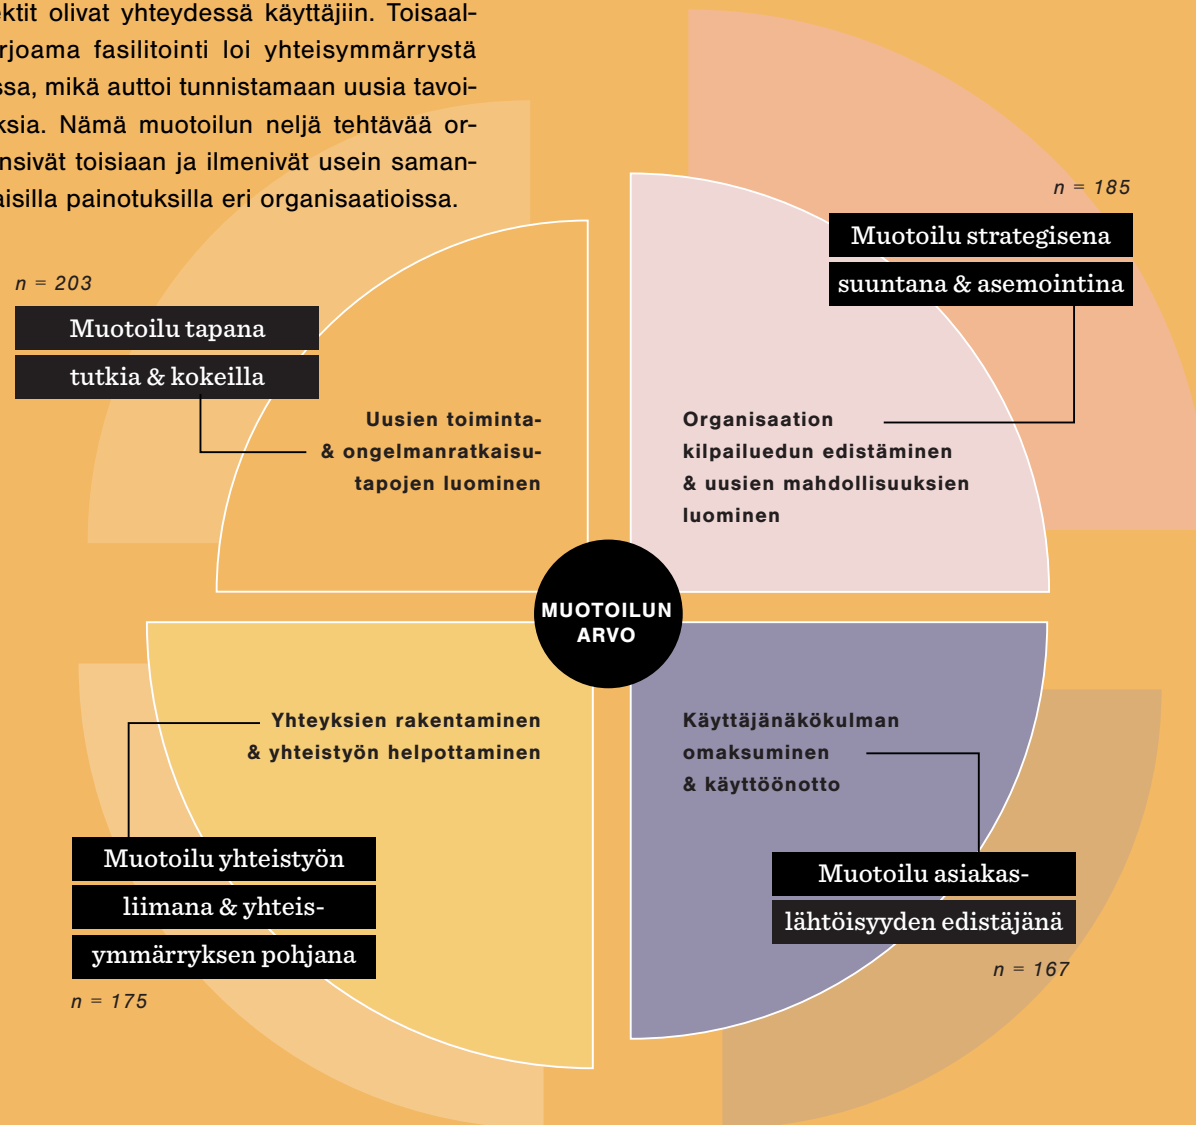 ektit olivat yhteydessä käyttäjiin. Toisaal-
rjoama fasilitointi loi yhteisymmärrystä
ssa, mikä auttoi tunnistamaan uusia tavoi-
ksia. Nämä muotoilun neljä tehtävää or-
nsivät toisiaan ja ilmenivät usein saman-
aisilla painotuksilla eri organisaatioissa.
n = 203
Muotoilu tapana
tutkia & kokeilla
Uusien toiminta-
& ongelmanratkaisu-
tapojen luominen
n = 185
Muotoilu strategisena
suuntana & asemointina
Organisaation
kilpailuedun edistäminen
& uusien mahdollisuuksien
luominen
MUOTOILUN
ARVO
Yhteyksien rakentaminen
& yhteistyön helpottaminen
Muotoilu yhteistyön
liimana & yhteis-
ymmärryksen pohjana
n = 175
Käyttäjänäkökulman
omaksuminen
& käyttöönotto
Muotoilu asiakas-
lähtöisyyden edistäjänä
n = 167